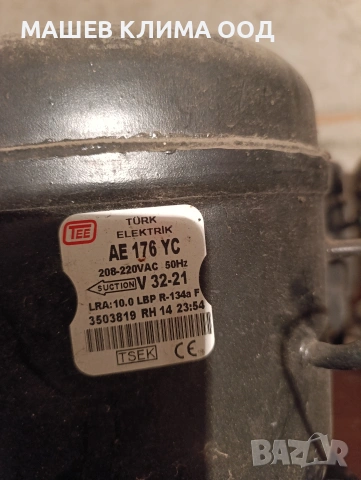 МАШЕВ КЛИМА ООД
TEE
TÜRK
ELEKTRİK
AE 176 YC
208-220VAC 50Hz
SUCTION V 32-21
LRA:10.0 LBP R-134a F
3503819 RH 14 23:54
TSEK CE
BAZAR